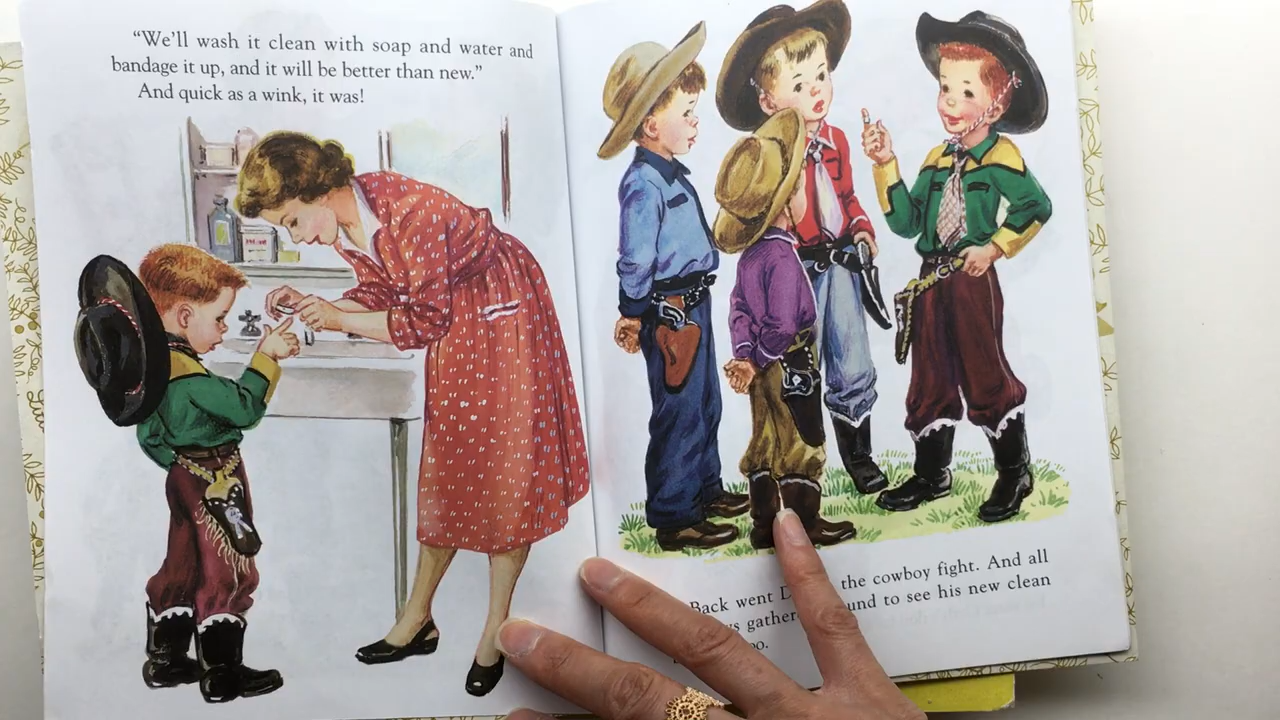 “We’ll wash it clean with soap and water and
bandage it up, and it will be better than new.”
And quick as a wink, it was!
Back went the cowboy fight. And all
to see his new clean